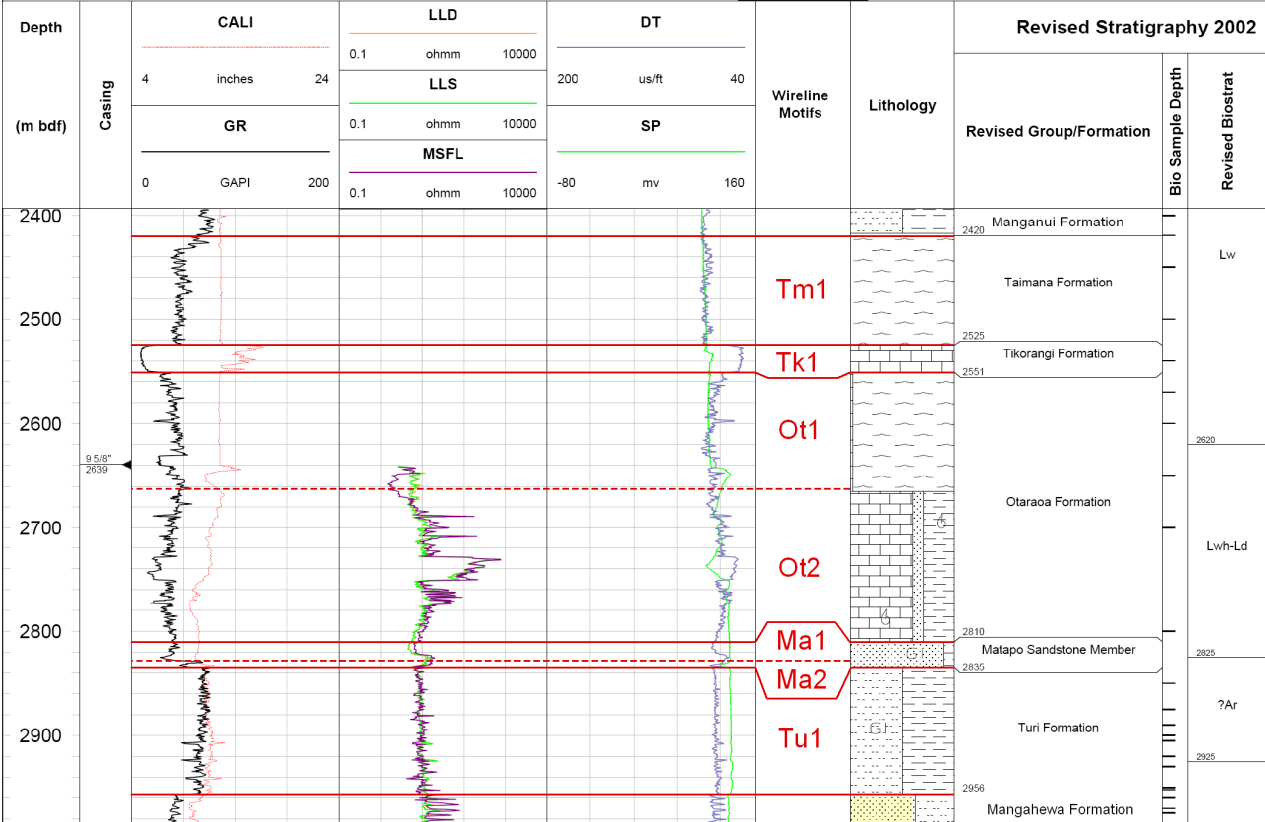 Depth
(m bdf)
Casing
CALI
4 inches 24
GR
0 GAPI 200
LLD
0.1 ohmm 10000
LLS
0.1 ohmm 10000
MSFL
0.1 ohmm 10000
DT
200 us/ft 40
SP
-80 mv 160
Wireline
Motifs
Lithology
Revised Stratigraphy 2002
Revised Group/Formation
Bio Sample Depth
Revised Biostrat
2400
Manganui Formation
2420
Lw
Tm1
Taimana Formation
2500
2525
Tk1
Tikorangi Formation
2551
2600
Ot1
2620
9 5/8"
2639
Otaraoa Formation
2700
Lwh-Ld
Ot2
2800
2810
Ma1
Matapo Sandstone Member
2825
2835
Ma2
?Ar
Gl
Turi Formation
Tu1
2900
2925
2956
Mangahewa Formation